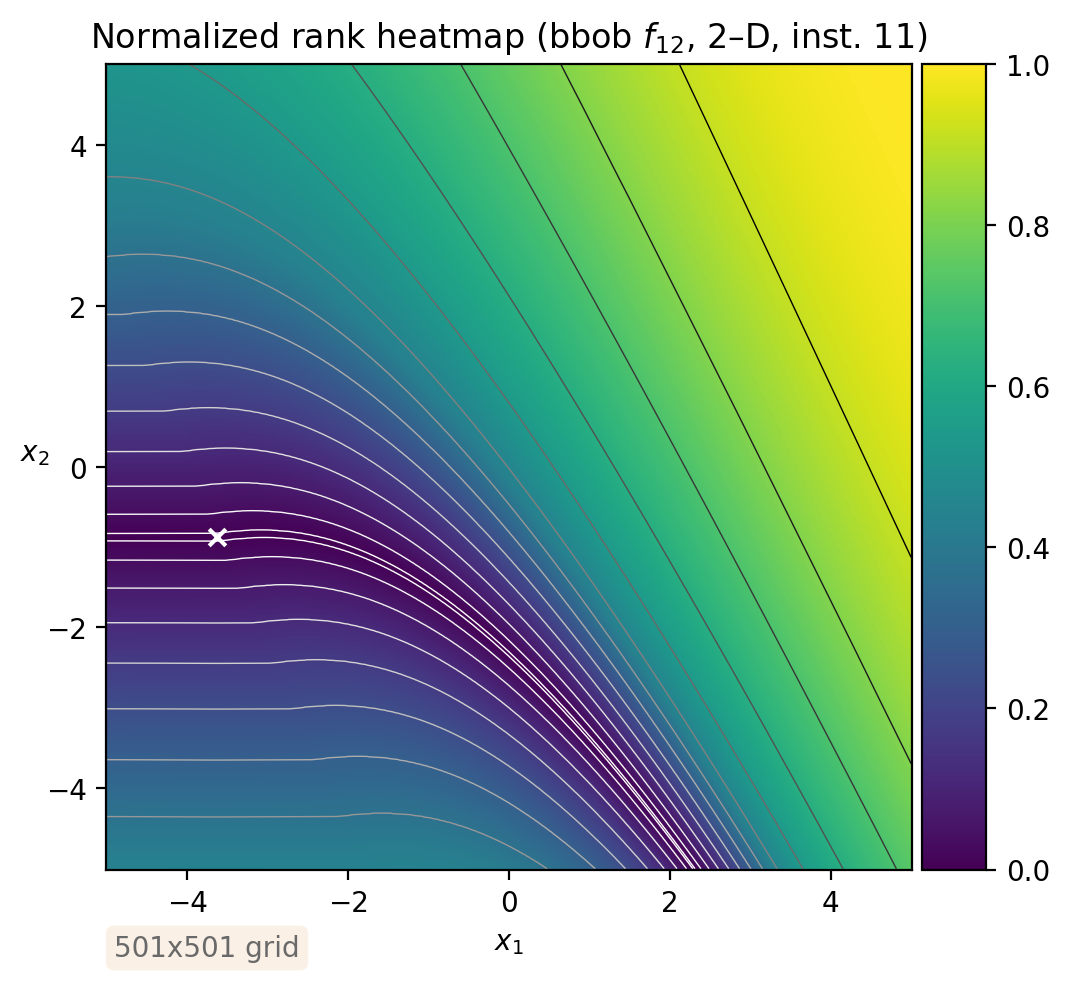 Normalized rank heatmap (bbob f₁₂, 2–D, inst. 11)
1.0
0.8
0.6
0.4
0.2
0.0
4
2
0
−2
−4
x₂
−4 −2 0 2 4
x₁
501x501 grid